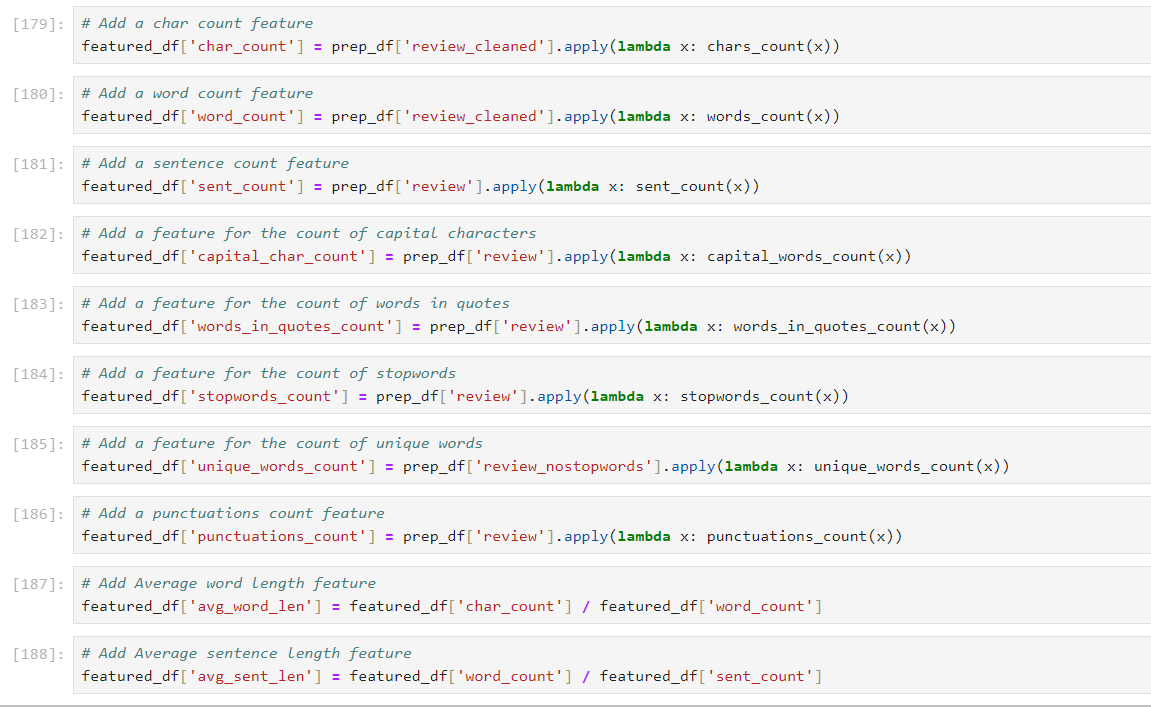 [179]: # Add a char count feature
featured_df['char_count'] = prep_df['review_cleaned'].apply(lambda x: chars_count(x))
[180]: # Add a word count feature
featured_df['word_count'] = prep_df['review_cleaned'].apply(lambda x: words_count(x))
[181]: # Add a sentence count feature
featured_df['sent_count'] = prep_df['review'].apply(lambda x: sent_count(x))
[182]: # Add a feature for the count of capital characters
featured_df['capital_char_count'] = prep_df['review'].apply(lambda x: capital_words_count(x))
[183]: # Add a feature for the count of words in quotes
featured_df['words_in_quotes_count'] = prep_df['review'].apply(lambda x: words_in_quotes_count(x))
[184]: # Add a feature for the count of stopwords
featured_df['stopwords_count'] = prep_df['review'].apply(lambda x: stopwords_count(x))
[185]: # Add a feature for the count of unique words
featured_df['unique_words_count'] = prep_df['review_nostopwords'].apply(lambda x: unique_words_count(x))
[186]: # Add a punctuations count feature
featured_df['punctuations_count'] = prep_df['review'].apply(lambda x: punctuations_count(x))
[187]: # Add Average word length feature
featured_df['avg_word_len'] = featured_df['char_count'] / featured_df['word_count']
[188]: # Add Average sentence length feature
featured_df['avg_sent_len'] = featured_df['word_count'] / featured_df['sent_count']